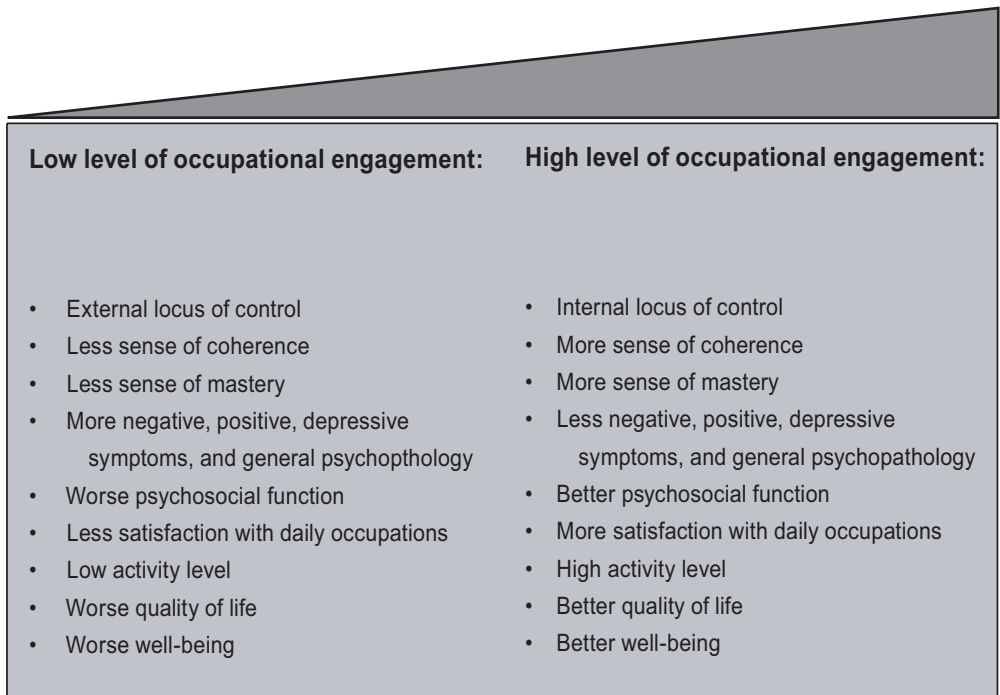 Low level of occupational engagement:
• External locus of control
• Less sense of coherence
• Less sense of mastery
• More negative, positive, depressive
symptoms, and general psychopthology
• Worse psychosocial function
• Less satisfaction with daily occupations
• Low activity level
• Worse quality of life
• Worse well-being
High level of occupational engagement:
• Internal locus of control
• More sense of coherence
• More sense of mastery
• Less negative, positive, depressive
symptoms, and general psychopathology
• Better psychosocial function
• More satisfaction with daily occupations
• High activity level
• Better quality of life
• Better well-being